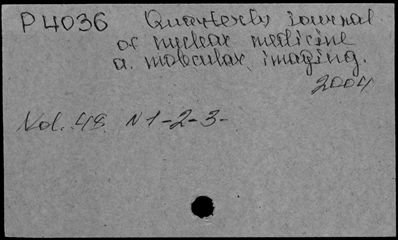 P4036 Quarterly journal
of nuclear medicine
a. molecular imaging.
2004
Vol. 48 N 1-2-3-